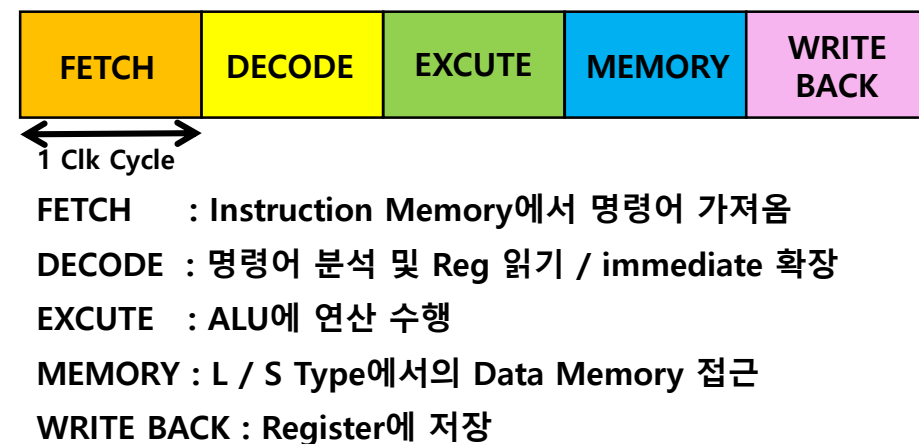 FETCH DECODE EXCUTE MEMORY WRITE BACK
1 Clk Cycle
FETCH : Instruction Memory에서 명령어 가져옴
DECODE : 명령어 분석 및 Reg 읽기 / immediate 확장
EXCUTE : ALU에 연산 수행
MEMORY : L / S Type에서의 Data Memory 접근
WRITE BACK : Register에 저장